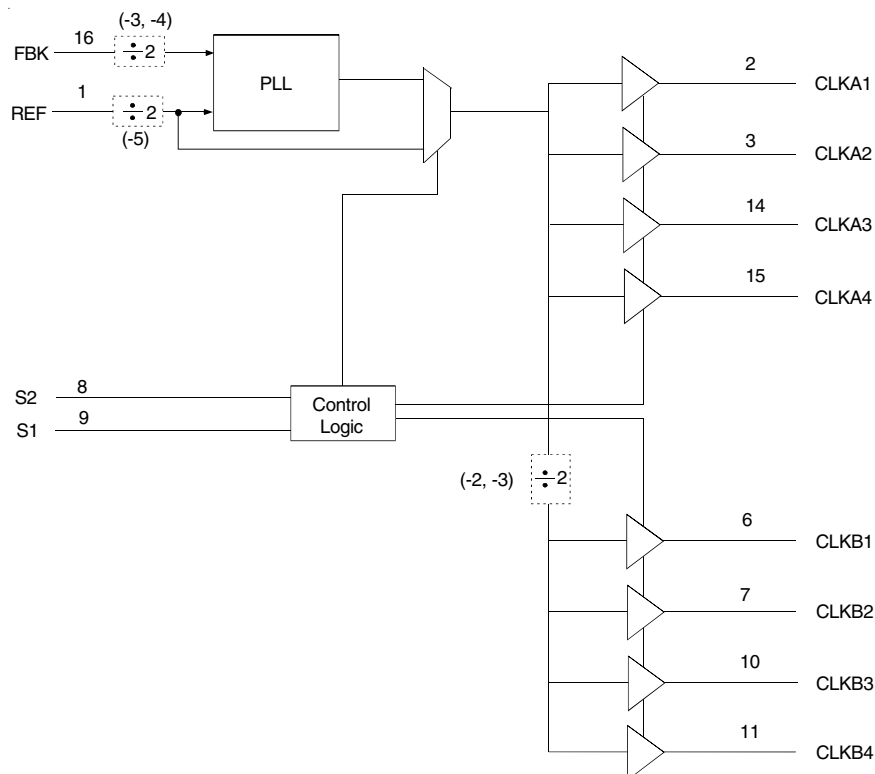 (-3, -4)
FBK 16 ÷2
PLL
REF 1 ÷2
(-5)
2 CLKA1
3 CLKA2
14 CLKA3
15 CLKA4
S2 8
S1 9
Control
Logic
(-2, -3) ÷2
6 CLKB1
7 CLKB2
10 CLKB3
11 CLKB4